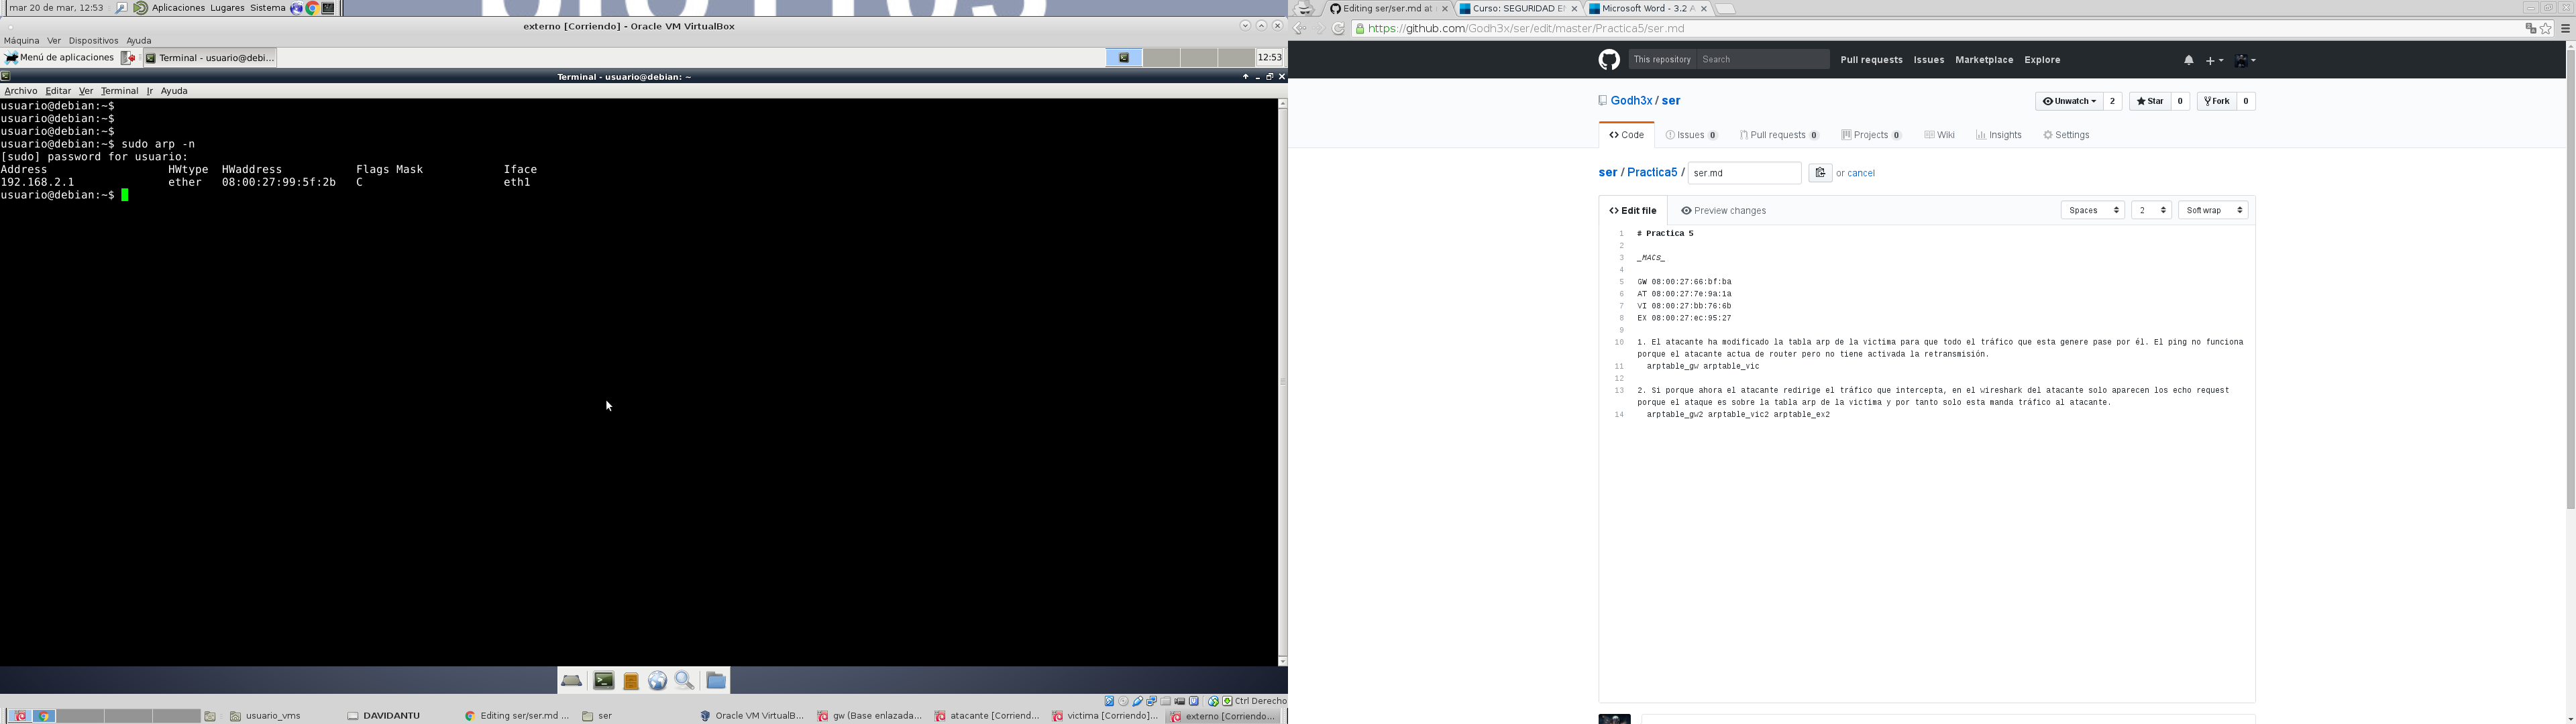 mar 20 de mar, 12:53
Aplicaciones Lugares Sistema
externo [Corriendo] - Oracle VM VirtualBox
Máquina Ver Dispositivos Ayuda
Menú de aplicaciones
Terminal - usuario@debi...
12:53
Terminal - usuario@debian: ~
Archivo Editar Ver Terminal Ir Ayuda
usuario@debian:~$
usuario@debian:~$
usuario@debian:~$
usuario@debian:~$ sudo arp -n
[sudo] password for usuario:
Address HWtype HWaddress Flags Mask Iface
192.168.2.1 ether 08:00:27:99:5f:2b C eth1
usuario@debian:~$
Ctrl Derecho
usuario_vms
DAVIDANTU
Editing ser/ser.md ...
ser
Oracle VM VirtualB...
gw (Base enlazada...
atacante [Corriend...
victima [Corriendo]...
externo [Corriendo...
Editing ser/ser.md at
Curso: SEGURIDAD E
Microsoft Word - 3.2 A
https://github.com/Godh3x/ser/edit/master/Practica5/ser.md
This repository
Search
Pull requests Issues Marketplace Explore
Godh3x / ser
Unwatch 2
Star 0
Fork 0
Code
Issues 0
Pull requests 0
Projects 0
Wiki
Insights
Settings
ser / Practica5 / ser.md or cancel
Edit file
Preview changes
Spaces
2
Soft wrap
1 # Practica 5
2
3 _MACS_
4
5 GW 08:00:27:66:bf:ba
6 AT 08:00:27:7e:9a:1a
7 VI 08:00:27:bb:76:6b
8 EX 08:00:27:ec:95:27
9
10 1. El atacante ha modificado la tabla arp de la victima para que todo el tráfico que esta genere pase por él. El ping no funciona
porque el atacante actua de router pero no tiene activada la retransmisión.
11 arptable_gw arptable_vic
12
13 2. Si porque ahora el atacante redirige el tráfico que intercepta, en el wireshark del atacante solo aparecen los echo request
porque el ataque es sobre la tabla arp de la victima y por tanto solo esta manda tráfico al atacante.
14 arptable_gw2 arptable_vic2 arptable_ex2